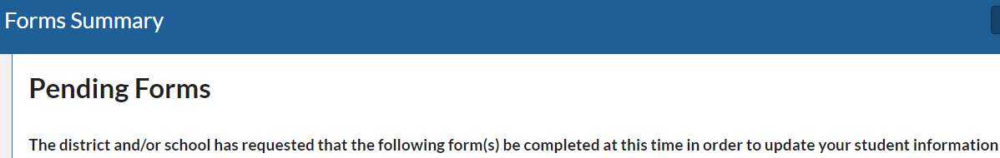 Forms Summary
Pending Forms
The district and/or school has requested that the following form(s) be completed at this time in order to update your student information